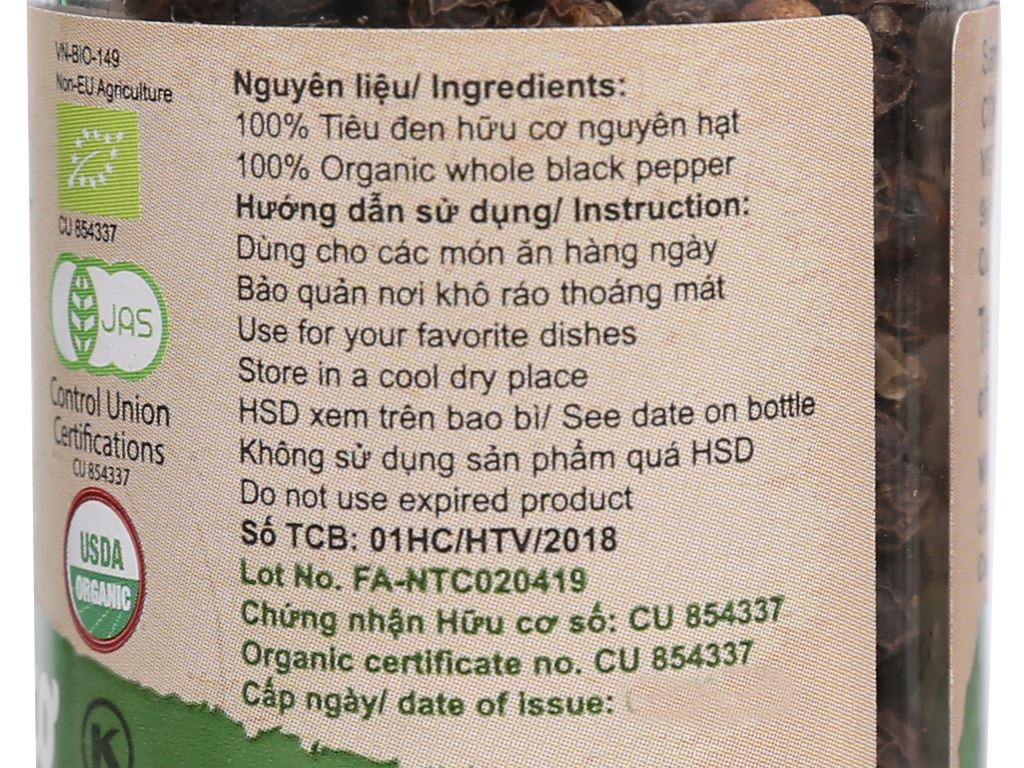 VN-BIO-149
Non-EU Agriculture
CU 854337
JAS
Control Union
Certifications
CU 854337
USDA
ORGANIC
K
Nguyên liệu/ Ingredients:
100% Tiêu đen hữu cơ nguyên hạt
100% Organic whole black pepper
Hướng dẫn sử dụng/ Instruction:
Dùng cho các món ăn hàng ngày
Bảo quản nơi khô ráo thoáng mát
Use for your favorite dishes
Store in a cool dry place
HSD xem trên bao bì/ See date on bottle
Không sử dụng sản phẩm quá HSD
Do not use expired product
Số TCB: 01HC/HTV/2018
Lot No. FA-NTC020419
Chứng nhận Hữu cơ số: CU 854337
Organic certificate no. CU 854337
Cấp ngày/ date of issue: